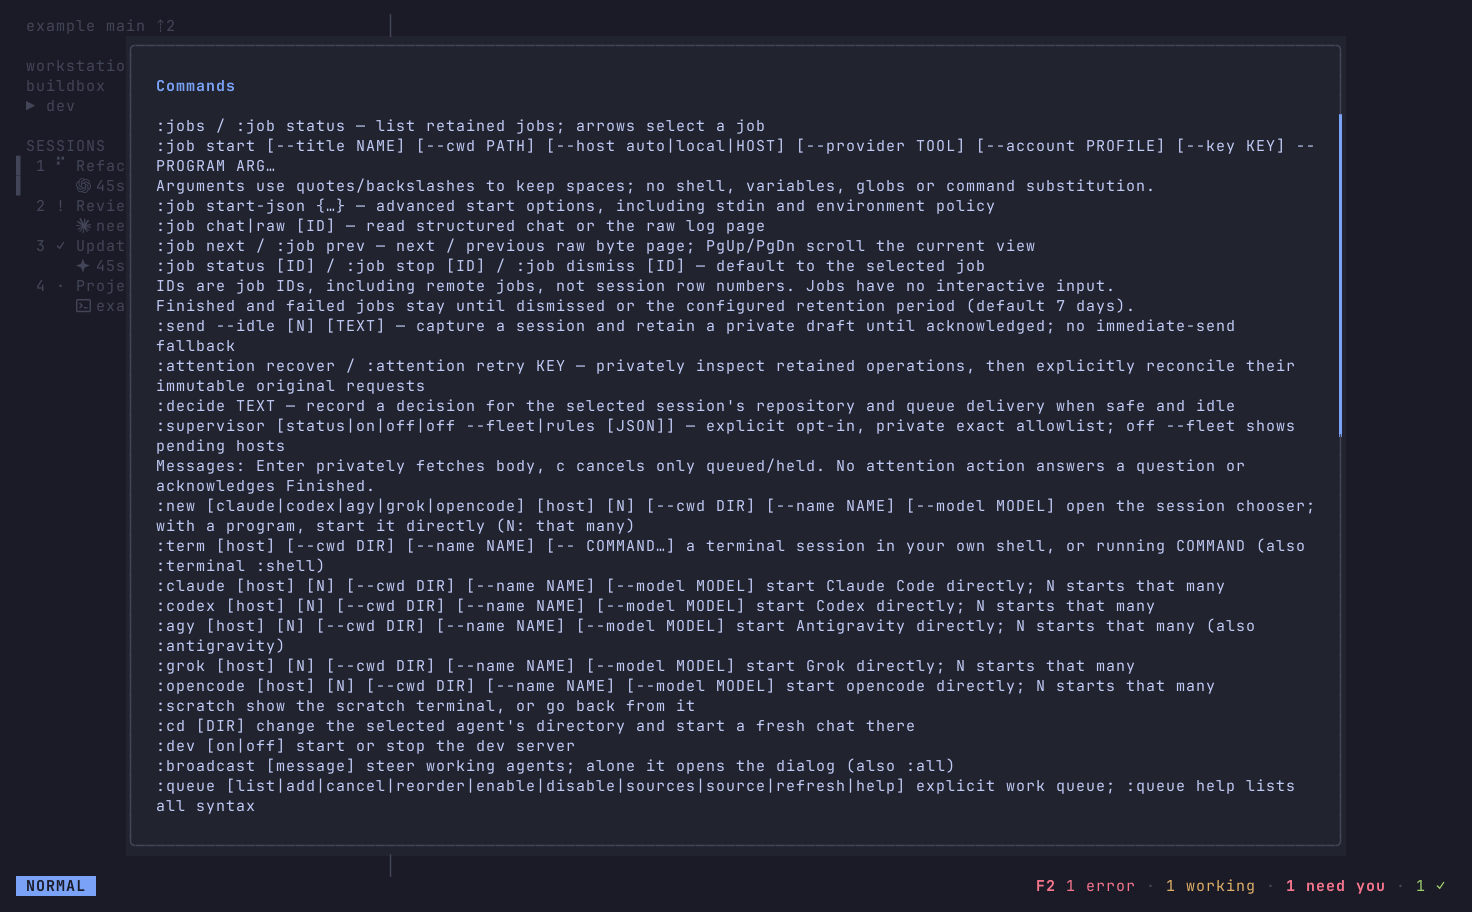 example main ↑2
workstatio
buildbox
▶ dev
SESSIONS
1 Refac
45s
2 ! Revie
nee
3 ✓ Updat
45s
4 · Proje
exa
Commands
:jobs / :job status — list retained jobs; arrows select a job
:job start [--title NAME] [--cwd PATH] [--host auto|local|HOST] [--provider TOOL] [--account PROFILE] [--key KEY] --
PROGRAM ARG…
Arguments use quotes/backslashes to keep spaces; no shell, variables, globs or command substitution.
:job start-json {…} — advanced start options, including stdin and environment policy
:job chat|raw [ID] — read structured chat or the raw log page
:job next / :job prev — next / previous raw byte page; PgUp/PgDn scroll the current view
:job status [ID] / :job stop [ID] / :job dismiss [ID] — default to the selected job
IDs are job IDs, including remote jobs, not session row numbers. Jobs have no interactive input.
Finished and failed jobs stay until dismissed or the configured retention period (default 7 days).
:send --idle [N] [TEXT] — capture a session and retain a private draft until acknowledged; no immediate-send
fallback
:attention recover / :attention retry KEY — privately inspect retained operations, then explicitly reconcile their
immutable original requests
:decide TEXT — record a decision for the selected session's repository and queue delivery when safe and idle
:supervisor [status|on|off|off --fleet|rules [JSON]] — explicit opt-in, private exact allowlist; off --fleet shows
pending hosts
Messages: Enter privately fetches body, c cancels only queued/held. No attention action answers a question or
acknowledges Finished.
:new [claude|codex|agy|grok|opencode] [host] [N] [--cwd DIR] [--name NAME] [--model MODEL] open the session chooser;
with a program, start it directly (N: that many)
:term [host] [--cwd DIR] [--name NAME] [-- COMMAND…] a terminal session in your own shell, or running COMMAND (also
:terminal :shell)
:claude [host] [N] [--cwd DIR] [--name NAME] [--model MODEL] start Claude Code directly; N starts that many
:codex [host] [N] [--cwd DIR] [--name NAME] [--model MODEL] start Codex directly; N starts that many
:agy [host] [N] [--cwd DIR] [--name NAME] [--model MODEL] start Antigravity directly; N starts that many (also
:antigravity)
:grok [host] [N] [--cwd DIR] [--name NAME] [--model MODEL] start Grok directly; N starts that many
:opencode [host] [N] [--cwd DIR] [--name NAME] [--model MODEL] start opencode directly; N starts that many
:scratch show the scratch terminal, or go back from it
:cd [DIR] change the selected agent's directory and start a fresh chat there
:dev [on|off] start or stop the dev server
:broadcast [message] steer working agents; alone it opens the dialog (also :all)
:queue [list|add|cancel|reorder|enable|disable|sources|source|refresh|help] explicit work queue; :queue help lists
all syntax
NORMAL
F2 1 error · 1 working · 1 need you · 1 ✓